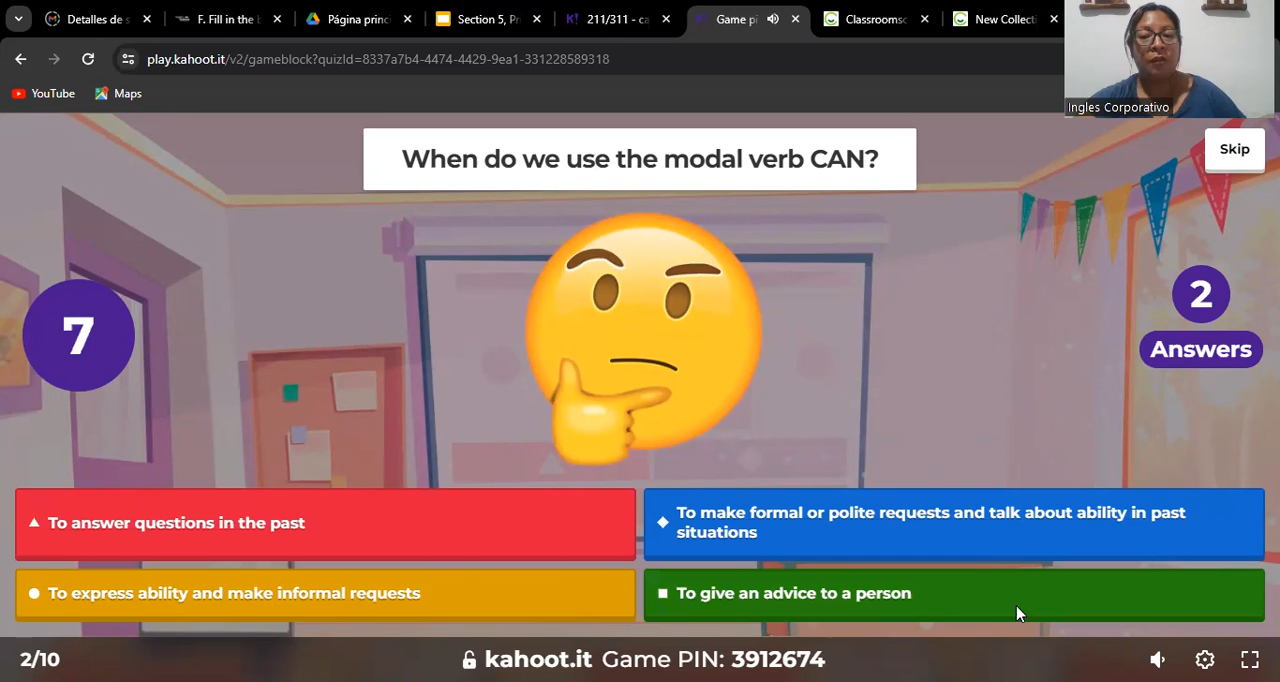 Detalles de s
F. Fill in the b
Página princ
Section 5, Pr
211/311 - ca
Game pi
Classroomsc
New Collecti
play.kahoot.it/v2/gameblock?quizId=8337a7b4-4474-4429-9ea1-331228589318
YouTube
Maps
Ingles Corporativo
When do we use the modal verb CAN?
Skip
7
2
Answers
To answer questions in the past
To make formal or polite requests and talk about ability in past
situations
To express ability and make informal requests
To give an advice to a person
2/10
kahoot.it Game PIN: 3912674